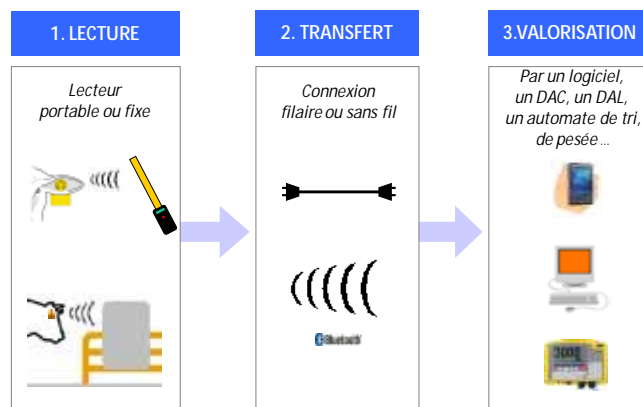 1. LECTURE
Lecteur
portable ou fixe
2. TRANSFERT
Connexion
filaire ou sans fil
Bluetooth
3.VALORISATION
Par un logiciel,
un DAC, un DAL,
un automate de tri,
de pesée ...